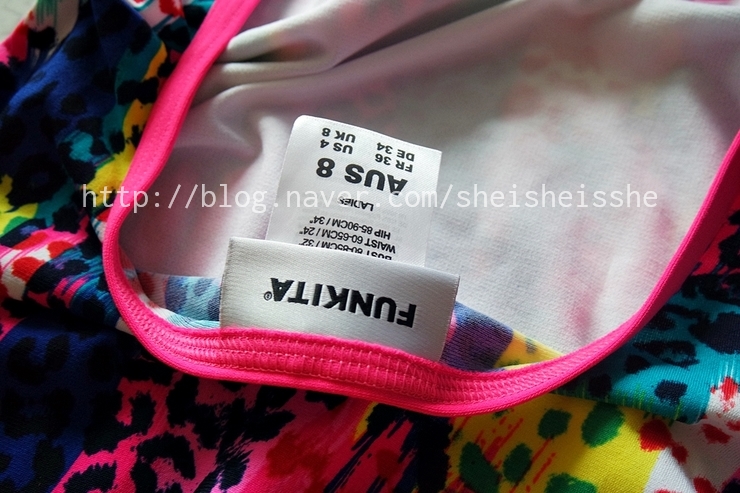 FUNKITA®
BUST 80-85CM / 32"
WAIST 60-65CM / 24"
HIP 85-90CM / 34"
LADIES
AUS 8
FR 36 US 4
DE 34 UK 8
http://blog.naver.com/sheisheisshe